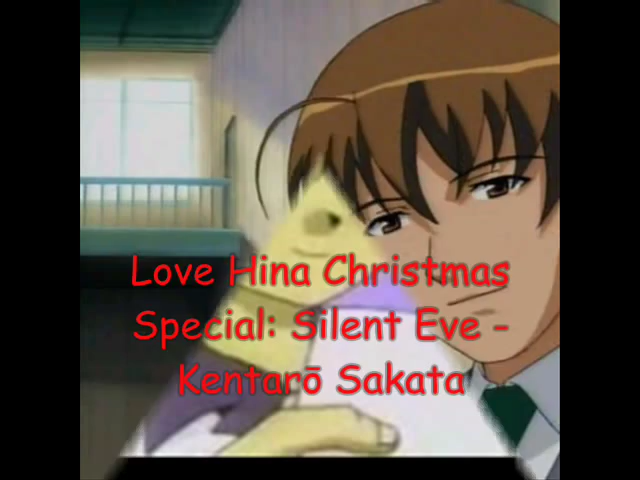 Love Hina Christmas
Special: Silent Eve -
Kentarō Sakata